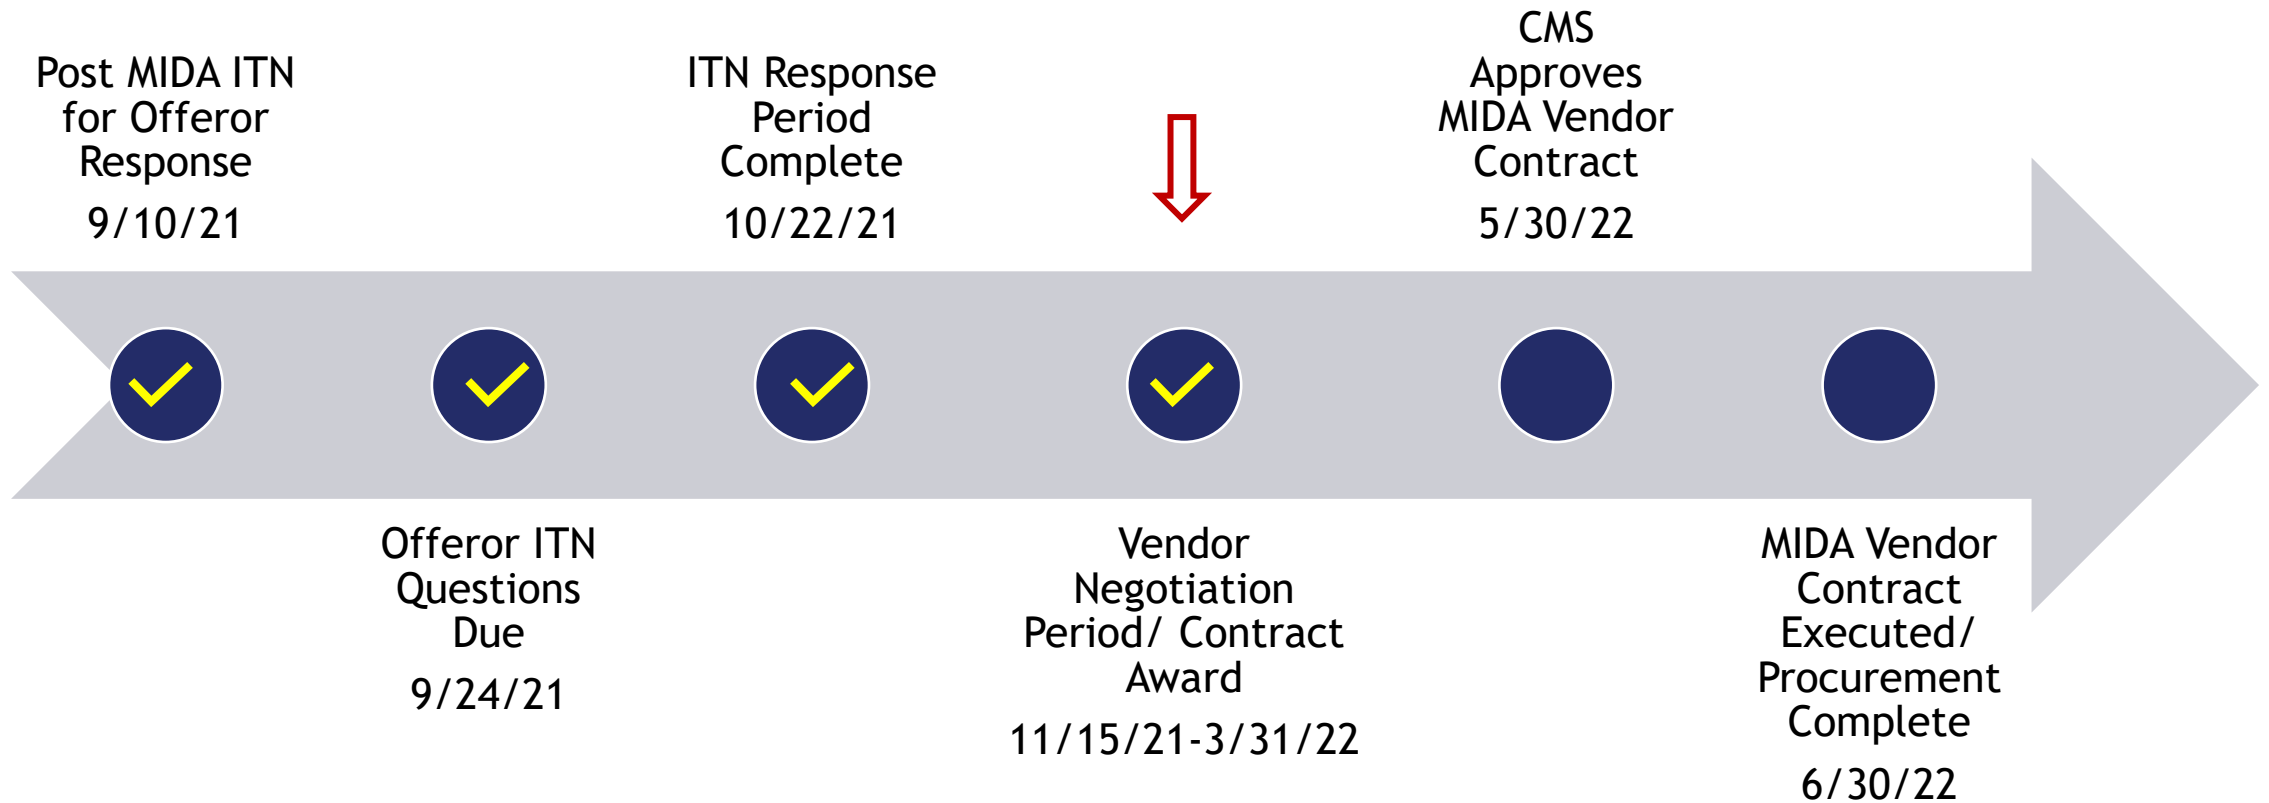 Post MIDA ITN
for Offeror
Response
9/10/21
Offeror ITN
Questions
Due
9/24/21
ITN Response
Period
Complete
10/22/21
Vendor
Negotiation
Period/ Contract
Award
11/15/21-3/31/22
CMS
Approves
MIDA Vendor
Contract
5/30/22
MIDA Vendor
Contract
Executed/
Procurement
Complete
6/30/22